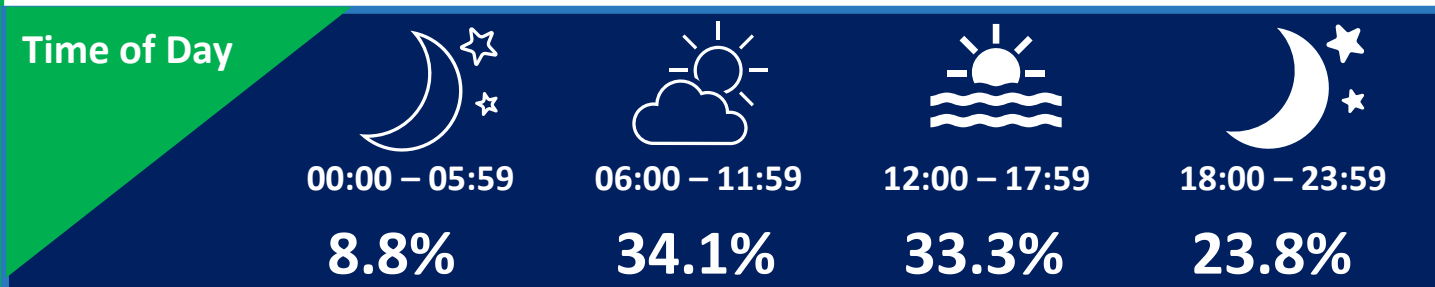 Time of Day
00:00 – 05:59 06:00 – 11:59 12:00 – 17:59 18:00 – 23:59
8.8% 34.1% 33.3% 23.8%